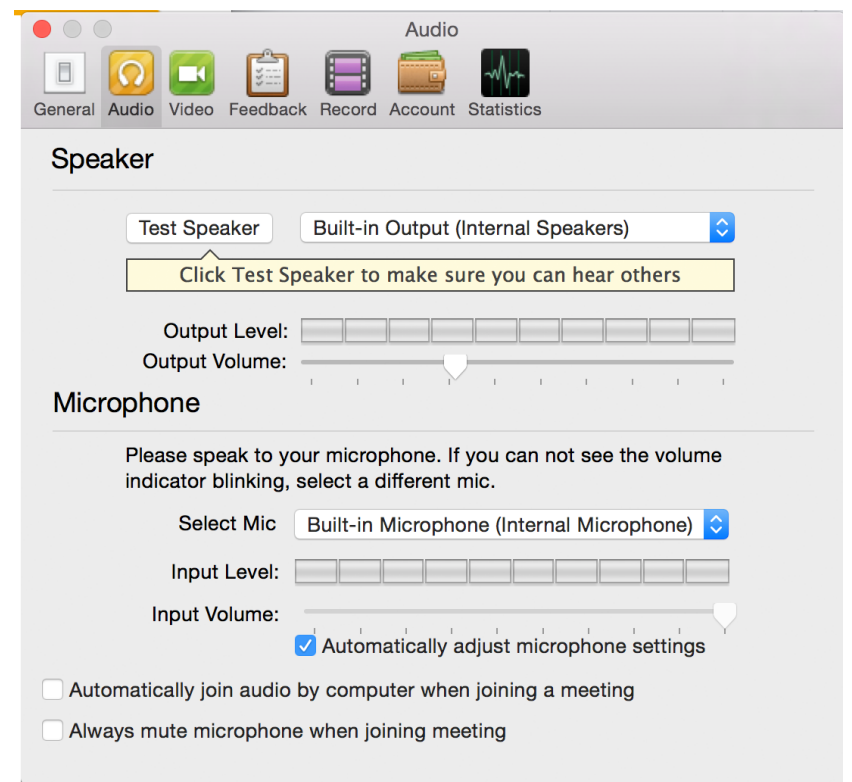 Audio
General Audio Video Feedback Record Account Statistics
Speaker
Test Speaker Built-in Output (Internal Speakers)
Click Test Speaker to make sure you can hear others
Output Level:
Output Volume:
Microphone
Please speak to your microphone. If you can not see the volume
indicator blinking, select a different mic.
Select Mic Built-in Microphone (Internal Microphone)
Input Level:
Input Volume:
Automatically adjust microphone settings
Automatically join audio by computer when joining a meeting
Always mute microphone when joining meeting